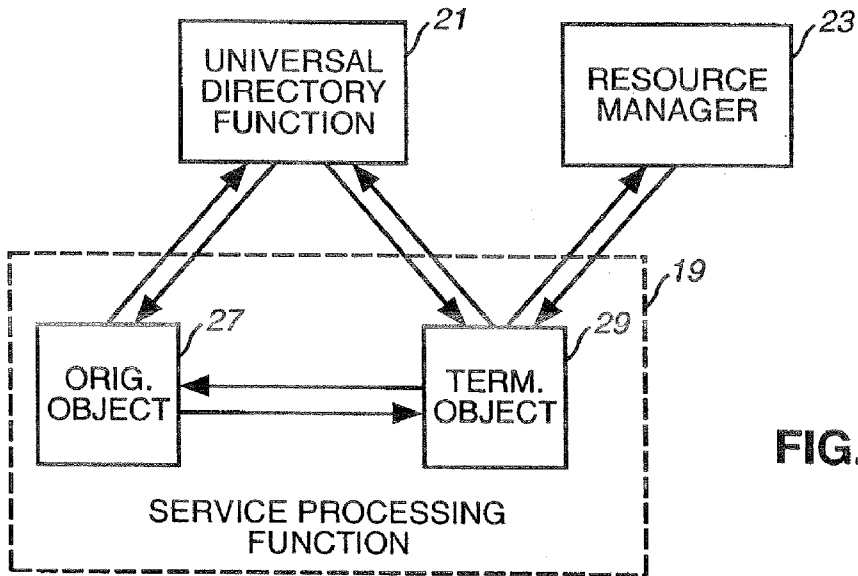 21
UNIVERSAL
DIRECTORY
FUNCTION
23
RESOURCE
MANAGER
19
27
ORIG.
OBJECT
29
TERM.
OBJECT
FIG.
SERVICE PROCESSING
FUNCTION